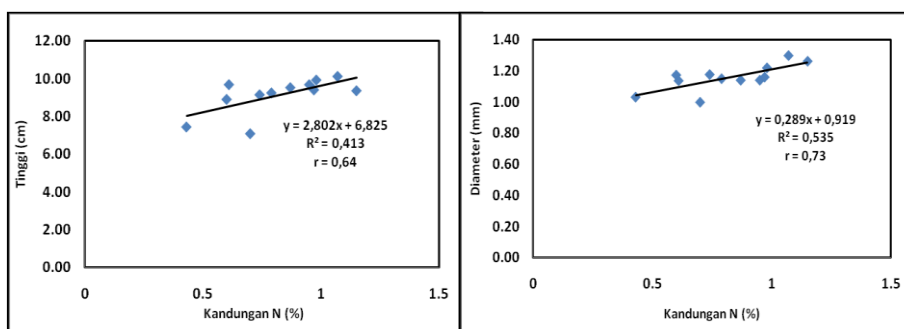 12.00
10.00
8.00
6.00
4.00
2.00
0.00
Tinggi (cm)
y = 2,802x + 6,825
R² = 0,413
r = 0,64
0 0.5 1 1.5
Kandungan N (%)
1.40
1.20
1.00
0.80
0.60
0.40
0.20
0.00
Diameter (mm)
y = 0,289x + 0,919
R² = 0,535
r = 0,73
0 0.5 1 1.5
Kandungan N (%)